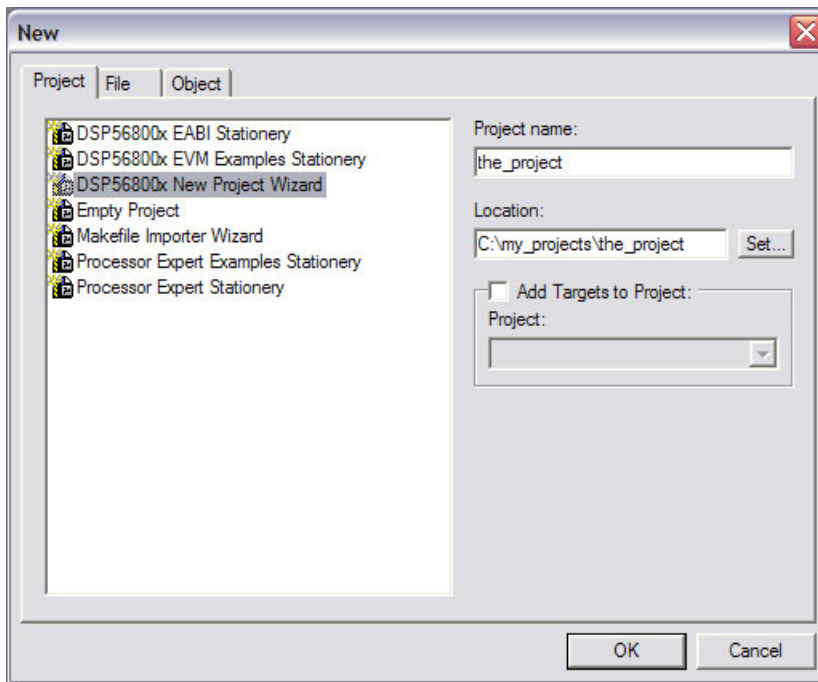 New
Project
File
Object
DSP56800x EABI Stationery
DSP56800x EVM Examples Stationery
DSP56800x New Project Wizard
Empty Project
Makefile Importer Wizard
Processor Expert Examples Stationery
Processor Expert Stationery
Project name:
the_project
Location:
C:\my_projects\the_project
Set...
Add Targets to Project:
Project:
OK
Cancel